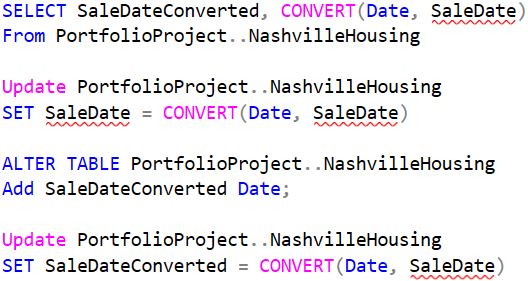 SELECT SaleDateConverted, CONVERT(Date, SaleDate)
From PortfolioProject..NashvilleHousing
Update PortfolioProject..NashvilleHousing
SET SaleDate = CONVERT(Date, SaleDate)
ALTER TABLE PortfolioProject..NashvilleHousing
Add SaleDateConverted Date;
Update PortfolioProject..NashvilleHousing
SET SaleDateConverted = CONVERT(Date, SaleDate)